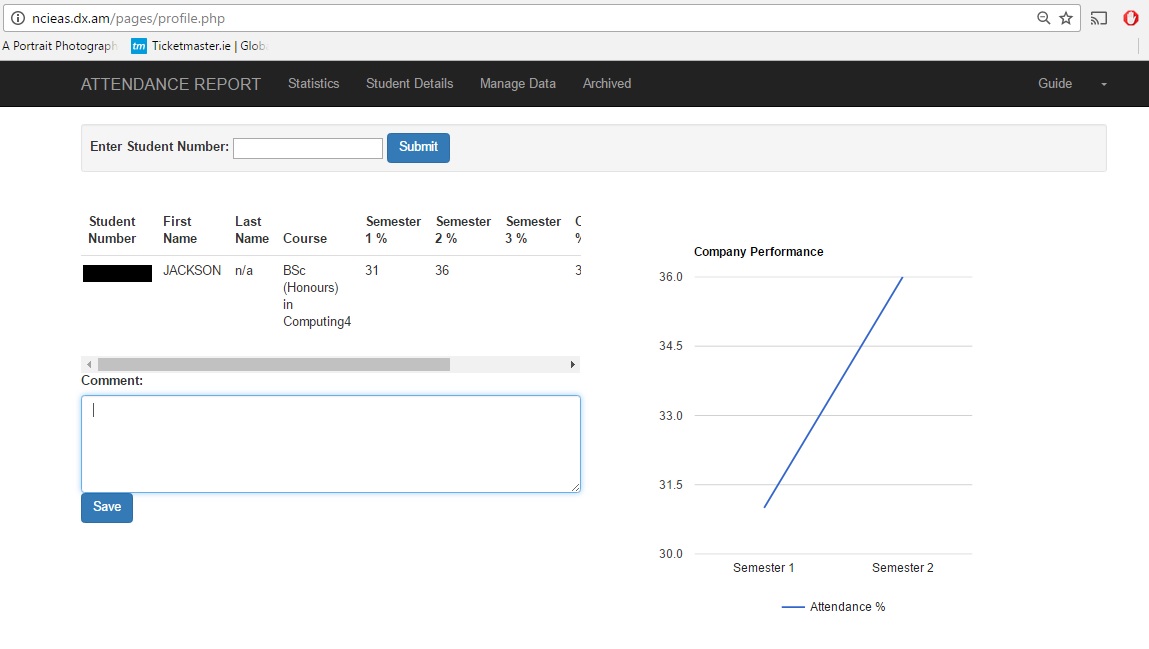 ncieas.dx.am/pages/profile.php
A Portrait Photograph
tm Ticketmaster.ie | Glob
ATTENDANCE REPORT Statistics Student Details Manage Data Archived Guide
Enter Student Number: Submit
Student Number First Name Last Name Course Semester 1 % Semester 2 % Semester 3 %
JACKSON n/a BSc (Honours) in Computing4 31 36 3
Comment:
Save
Company Performance
36.0
34.5
33.0
31.5
30.0
Semester 1 Semester 2
Attendance %